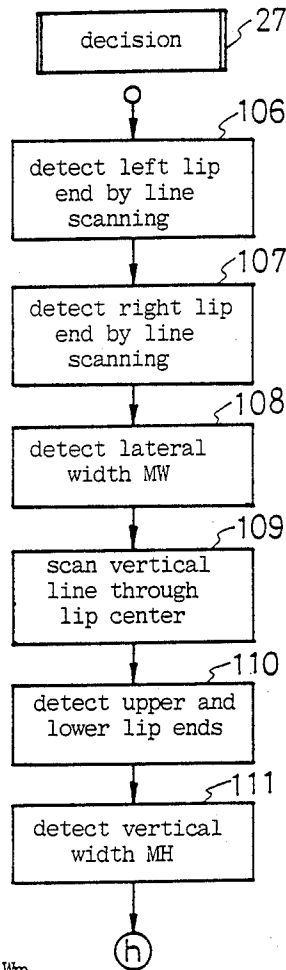 decision
27
106
detect left lip
end by line
scanning
107
detect right lip
end by line
scanning
108
detect lateral
width MW
109
scan vertical
line through
lip center
110
detect upper and
lower lip ends
111
detect vertical
width MH
h
Wm